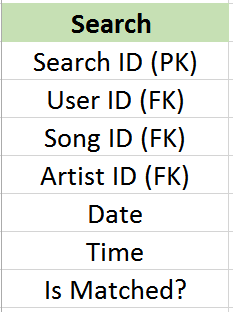 Search
Search ID (PK)
User ID (FK)
Song ID (FK)
Artist ID (FK)
Date
Time
Is Matched?